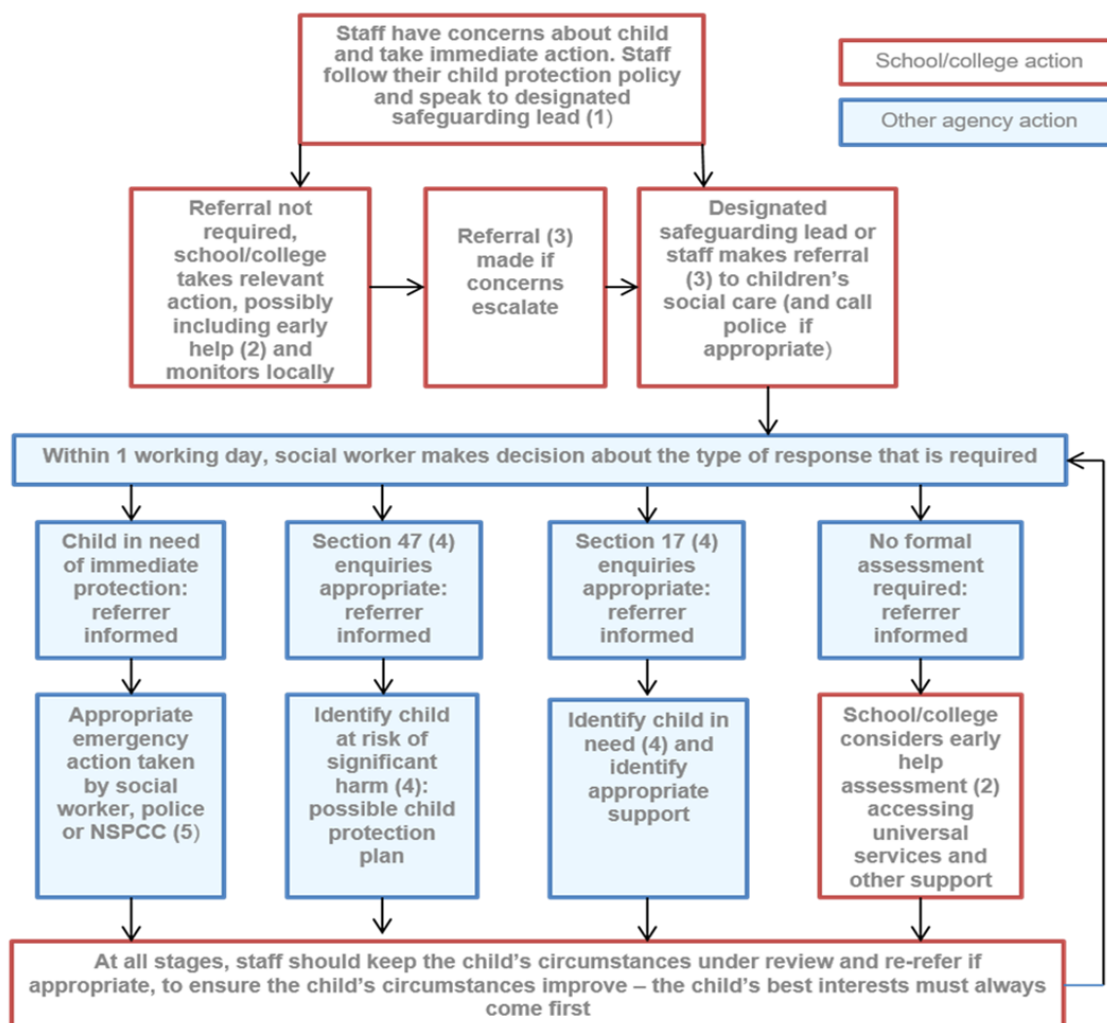 Staff have concerns about child
and take immediate action. Staff
follow their child protection policy
and speak to designated
safeguarding lead (1)
School/college action
Other agency action
Referral not
required,
school/college
takes relevant
action, possibly
including early
help (2) and
monitors locally
Referral (3)
made if
concerns
escalate
Designated
safeguarding lead or
staff makes referral
(3) to children's
social care (and call
police if
appropriate)
Within 1 working day, social worker makes decision about the type of response that is required
Child in need
of immediate
protection:
referrer
informed
Section 47 (4)
enquiries
appropriate:
referrer
informed
Section 17 (4)
enquiries
appropriate:
referrer
informed
No formal
assessment
required:
referrer
informed
Appropriate
emergency
action taken
by social
worker, police
or NSPCC (5)
Identify child
at risk of
significant
harm (4):
possible child
protection
plan
Identify child in
need (4) and
identify
appropriate
support
School/college
considers early
help
assessment (2)
accessing
universal
services and
other support
At all stages, staff should keep the child's circumstances under review and re-refer if
appropriate, to ensure the child's circumstances improve – the child's best interests must always
come first